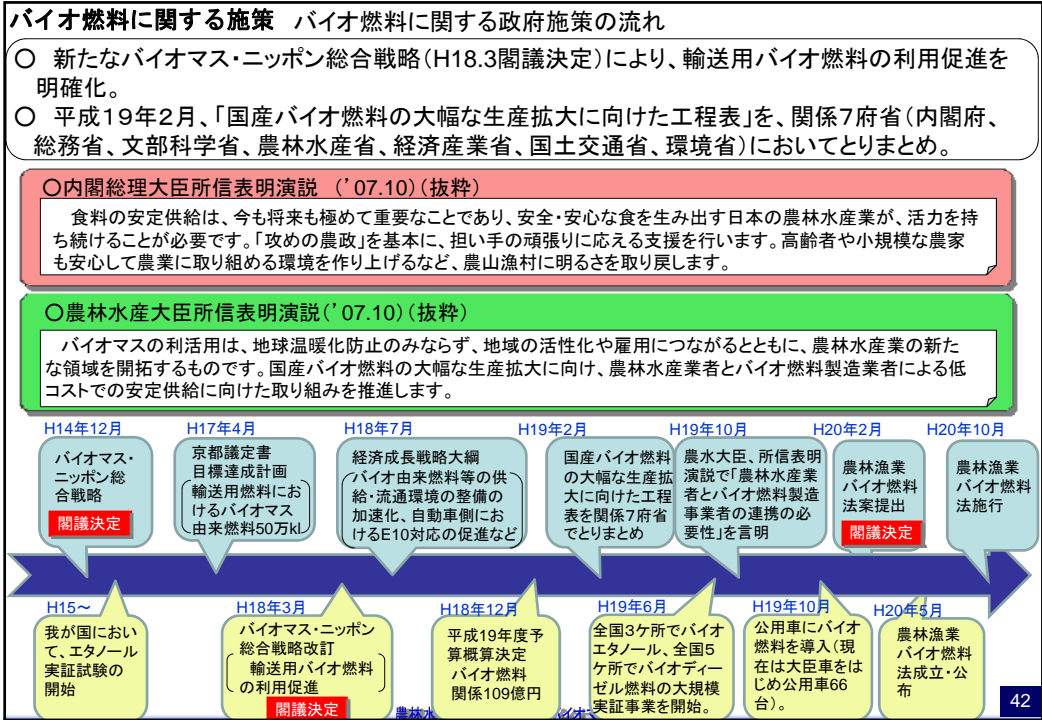 バイオ燃料に関する施策 バイオ燃料に関する政府施策の流れ
○ 新たなバイオマス・ニッポン総合戦略(H18.3閣議決定)により、輸送用バイオ燃料の利用促進を
明確化。
○ 平成19年2月、「国産バイオ燃料の大幅な生産拡大に向けた工程表」を、関係7府省(内閣府、
総務省、文部科学省、農林水産省、経済産業省、国土交通省、環境省)においてとりまとめ。
○内閣総理大臣所信表明演説 (’07.10)(抜粋)
食料の安定供給は、今も将来も極めて重要なことであり、安全・安心な食を生み出す日本の農林水産業が、活力を持
ち続けることが必要です。「攻めの農政」を基本に、担い手の頑張りに応える支援を行います。高齢者や小規模な農家
も安心して農業に取り組める環境を作り上げるなど、農山漁村に明るさを取り戻します。
○農林水産大臣所信表明演説(’07.10)(抜粋)
バイオマスの利活用は、地球温暖化防止のみならず、地域の活性化や雇用につながるとともに、農林水産業の新た
な領域を開拓するものです。国産バイオ燃料の大幅な生産拡大に向け、農林水産業者とバイオ燃料製造業者による低
コストでの安定供給に向けた取り組みを推進します。
H14年12月
バイオマス・
ニッポン総
合戦略
閣議決定
H17年4月
京都議定書
目標達成計画
輸送用燃料にお
けるバイオマス
由来燃料50万kl
H18年7月
経済成長戦略大綱
バイオ由来燃料等の供
給・流通環境の整備の
加速化、自動車側にお
けるE10対応の促進など
H19年2月
国産バイオ燃料
の大幅な生産拡
大に向けた工程
表を関係7府省
でとりまとめ
H19年10月
農水大臣、所信表明
演説で「農林水産業
者とバイオ燃料製造
事業者の連携の必
要性」を言明
H20年2月
農林漁業
バイオ燃料
法案提出
閣議決定
H20年10月
農林漁業
バイオ燃料
法施行
H15~
我が国におい
て、エタノール
実証試験の
開始
H18年3月
バイオマス・ニッポン
総合戦略改訂
輸送用バイオ燃料
の利用促進
閣議決定
H18年12月
平成19年度予
算概算決定
バイオ燃料
関係109億円
H19年6月
全国3ケ所でバイオ
エタノール、全国5
ケ所でバイオディー
ゼル燃料の大規模
実証事業を開始。
H19年10月
公用車にバイオ
燃料を導入(現
在は大臣車をは
じめ公用車66
台)。
H20年5月
農林漁業
バイオ燃料
法成立・公
布
42